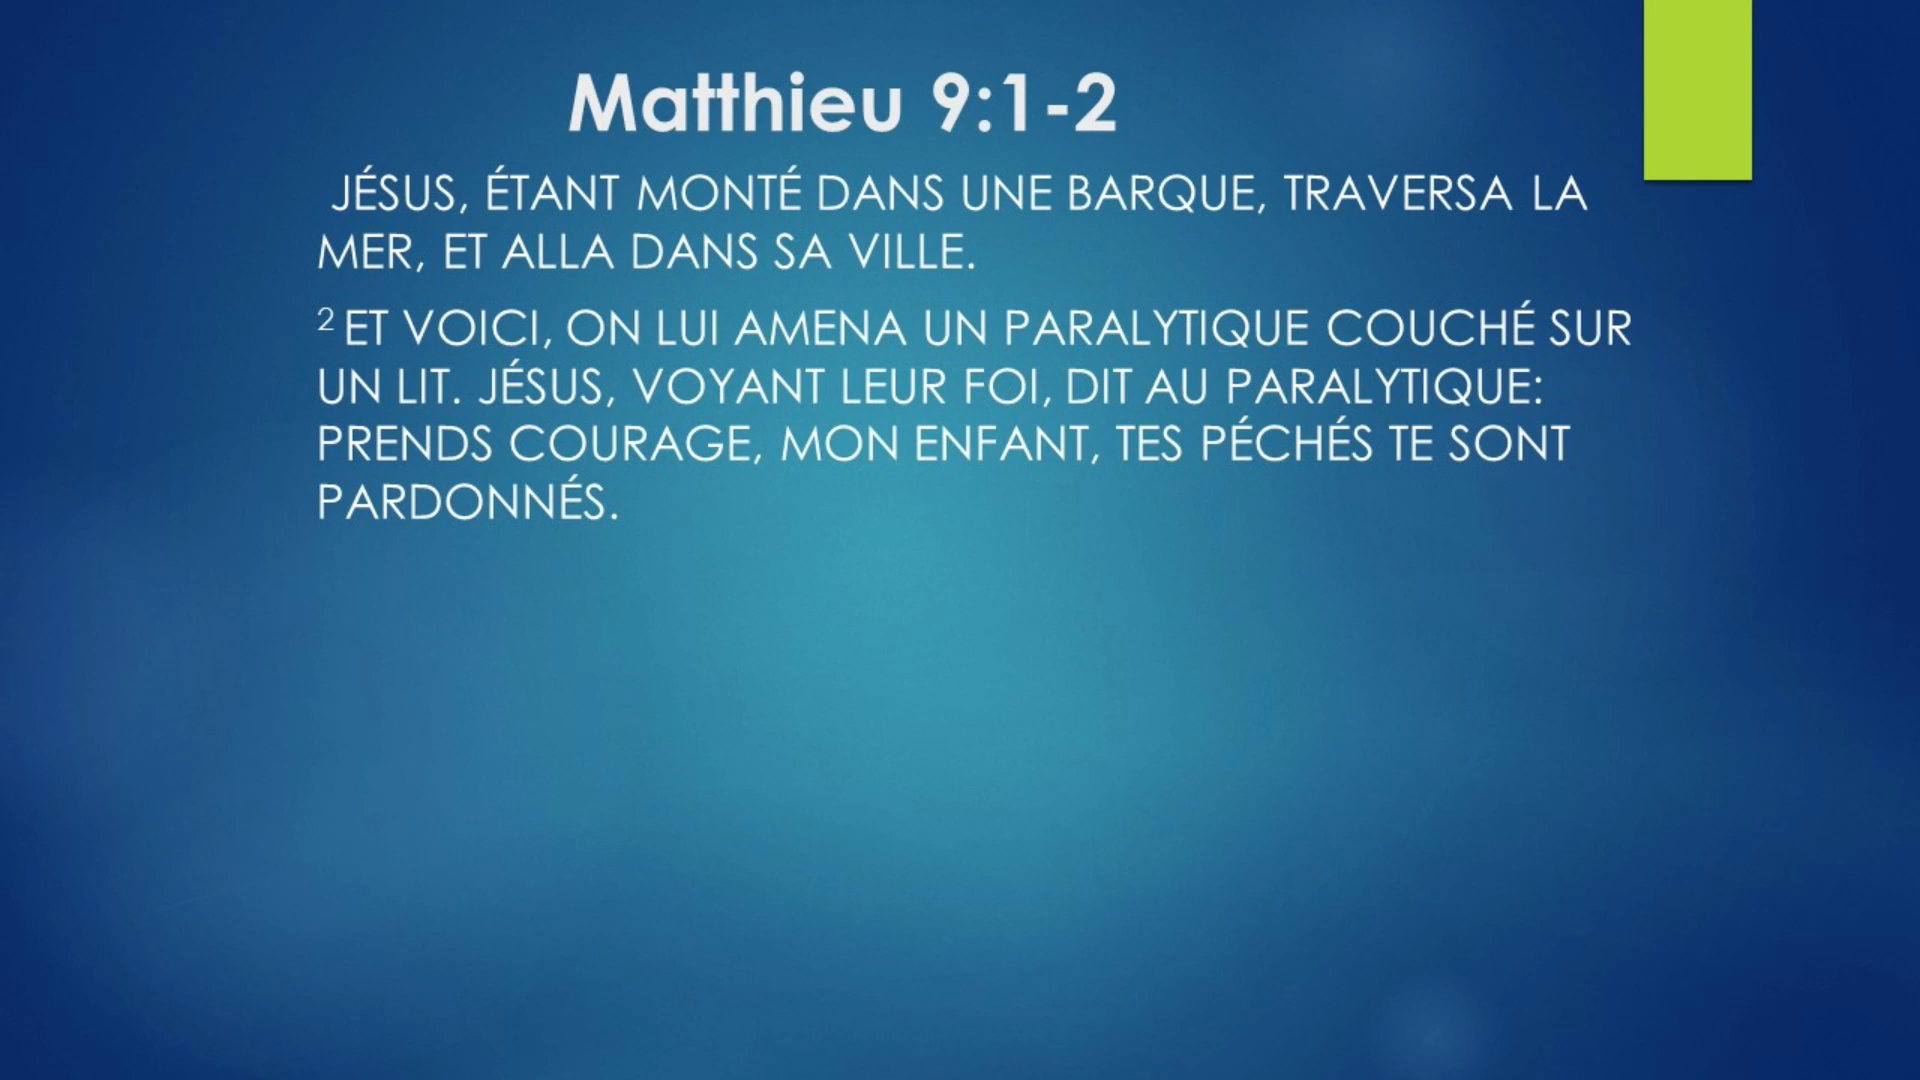 Matthieu 9:1-2
JÉSUS, ÉTANT MONTÉ DANS UNE BARQUE, TRAVERSA LA
MER, ET ALLA DANS SA VILLE.
2 ET VOICI, ON LUI AMENA UN PARALYTIQUE COUCHÉ SUR
UN LIT. JÉSUS, VOYANT LEUR FOI, DIT AU PARALYTIQUE:
PRENDS COURAGE, MON ENFANT, TES PÉCHÉS TE SONT
PARDONNÉS.